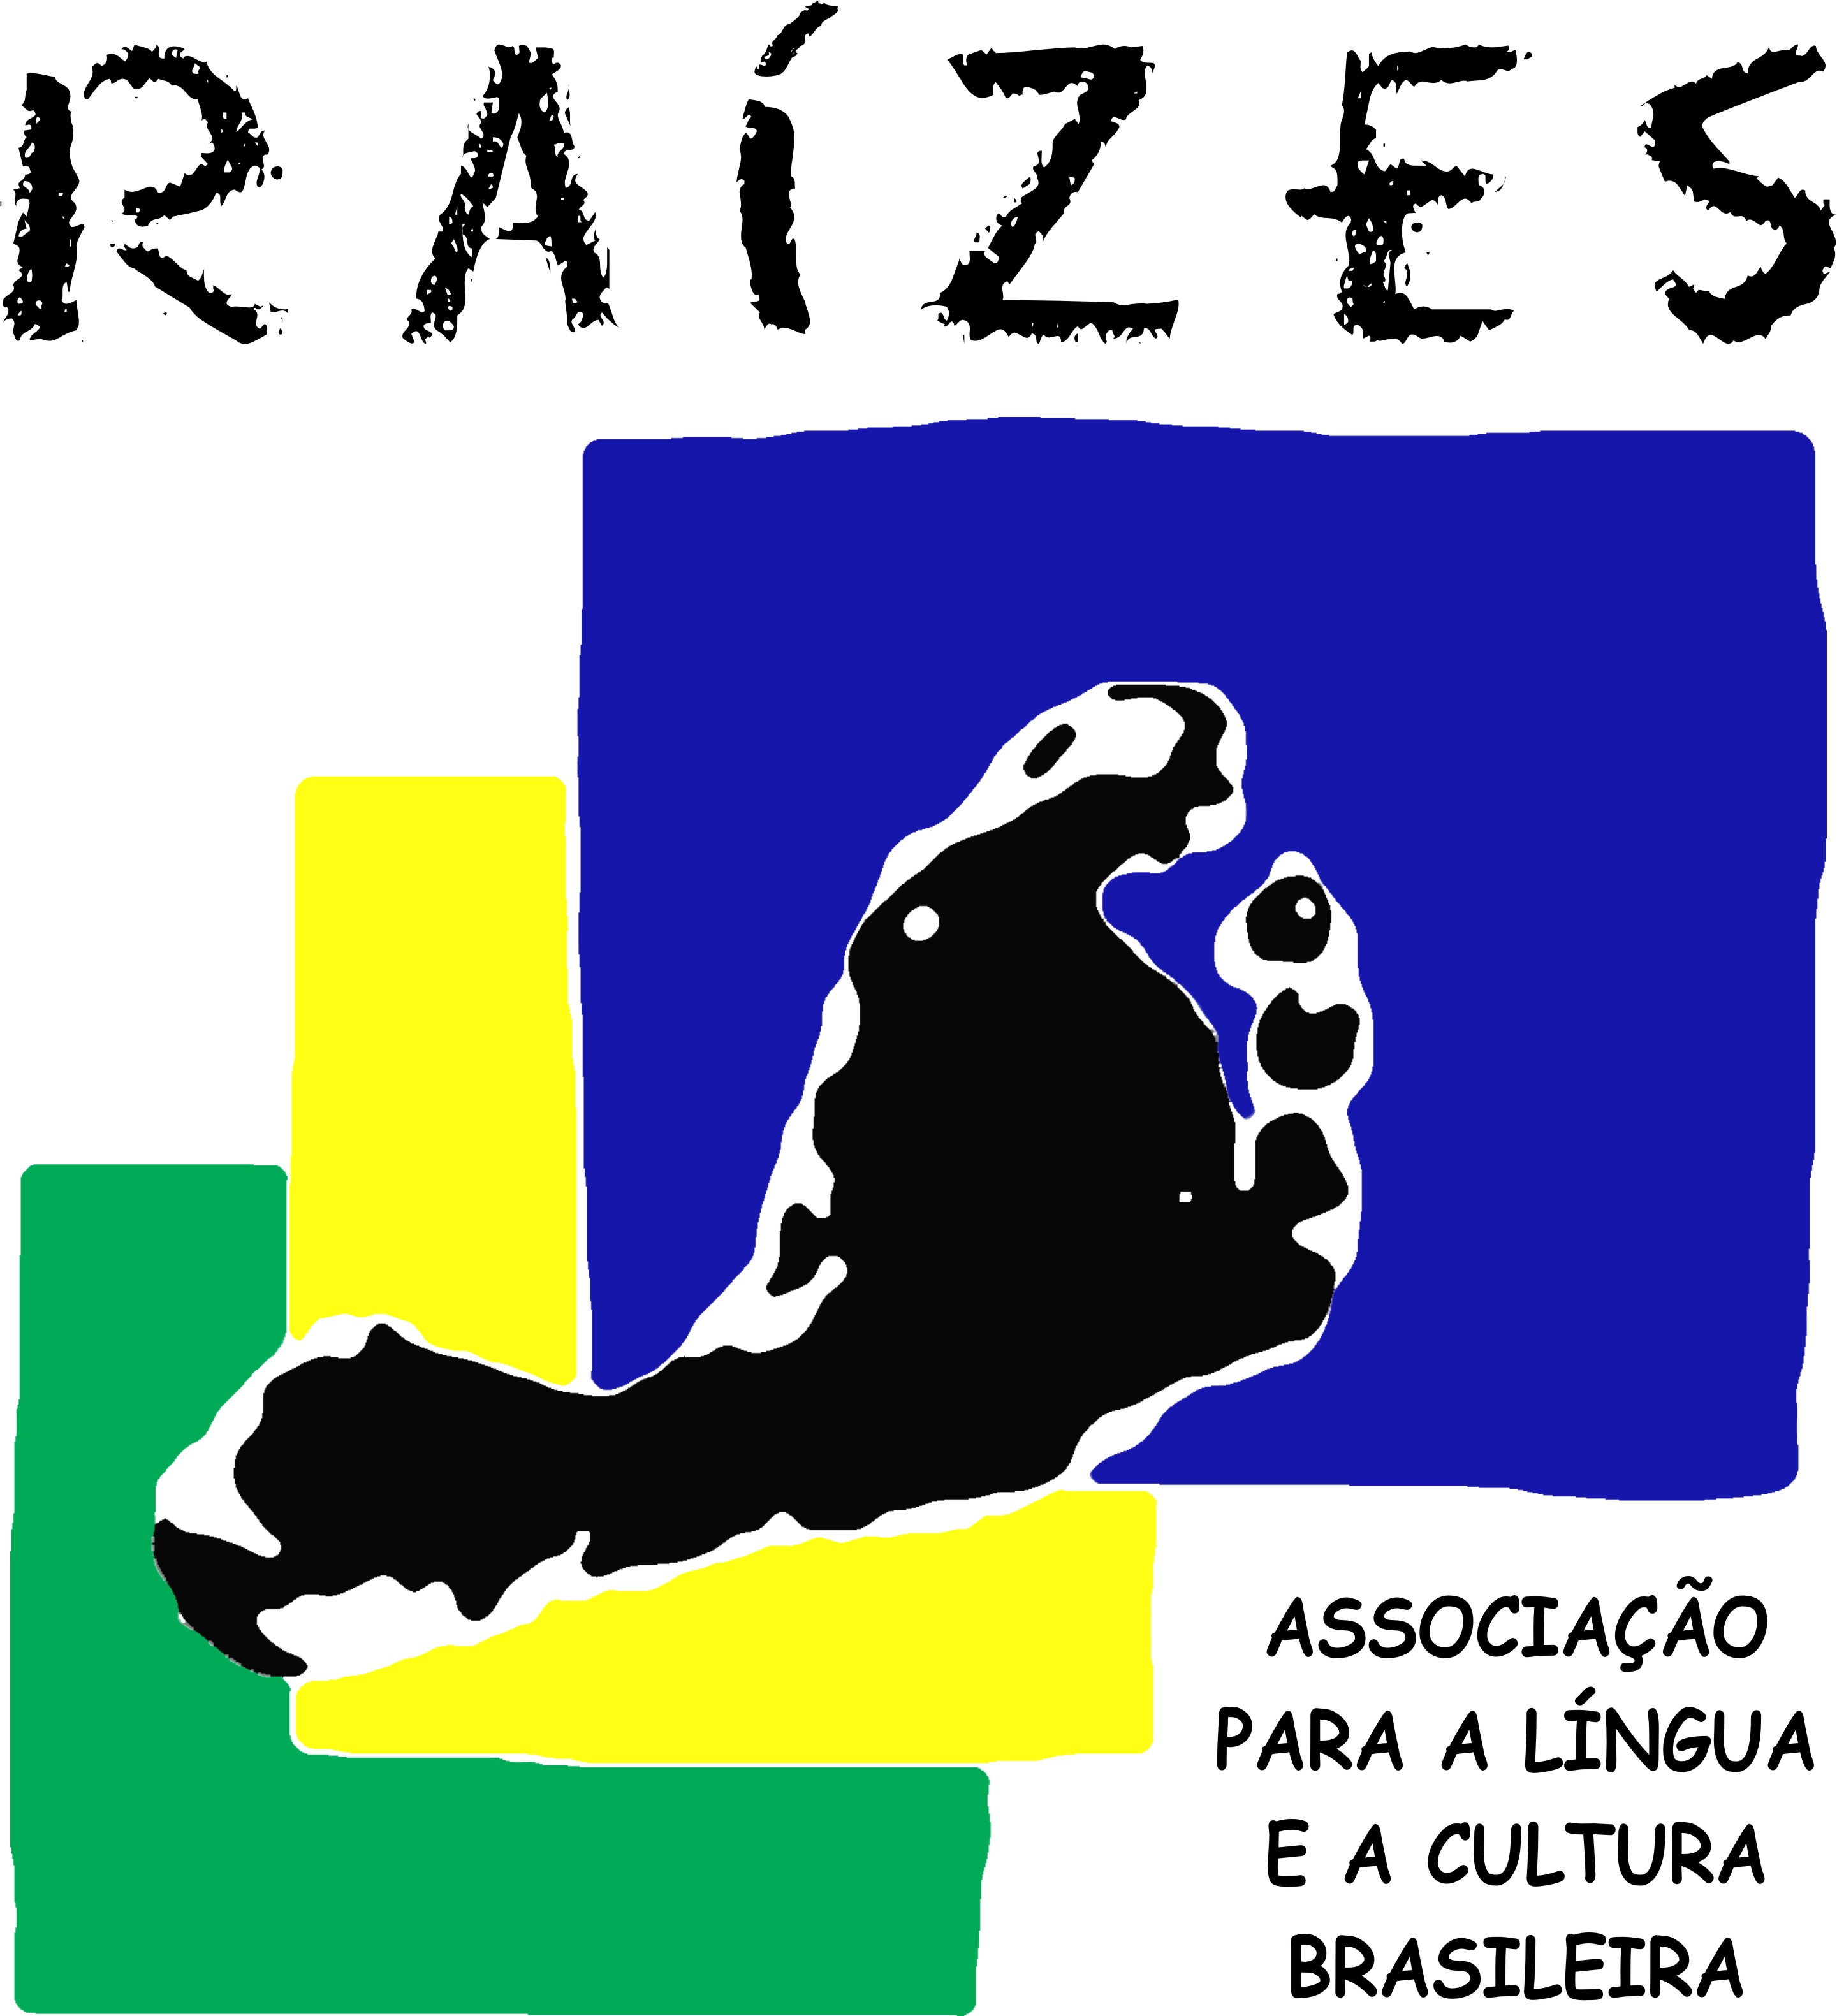 RAíZES
ASSOCIAÇÃO
PARA A LÍNGUA
E A CULTURA
BRASILEIRA